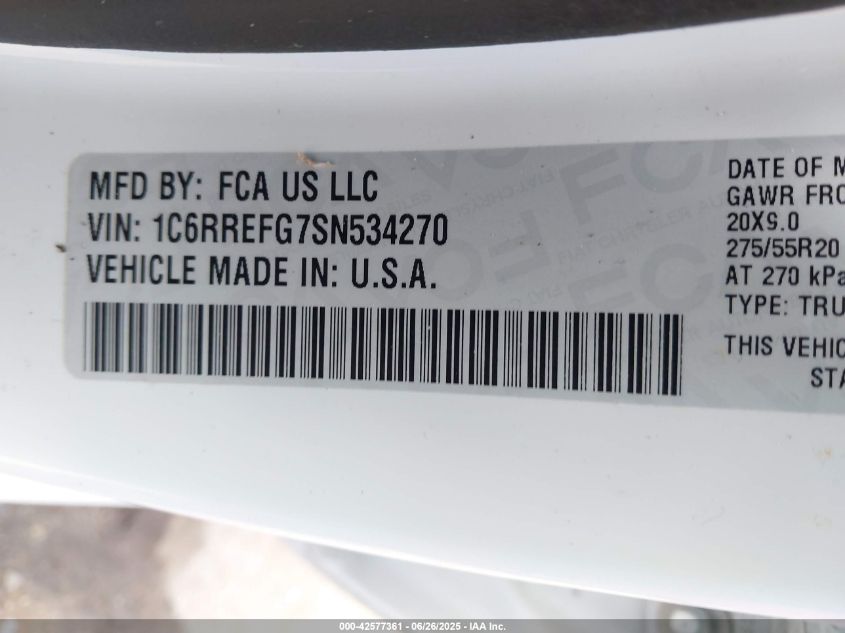 MFD BY: FCA US LLC
VIN: 1C6RREFG7SN534270
VEHICLE MADE IN: U.S.A.
DATE OF M
GAWR FRO
20X9.0
275/55R20
AT 270 kPa
TYPE: TRU
THIS VEHIC
STA
000-42577361 - 06/26/2025 - IAA Inc.